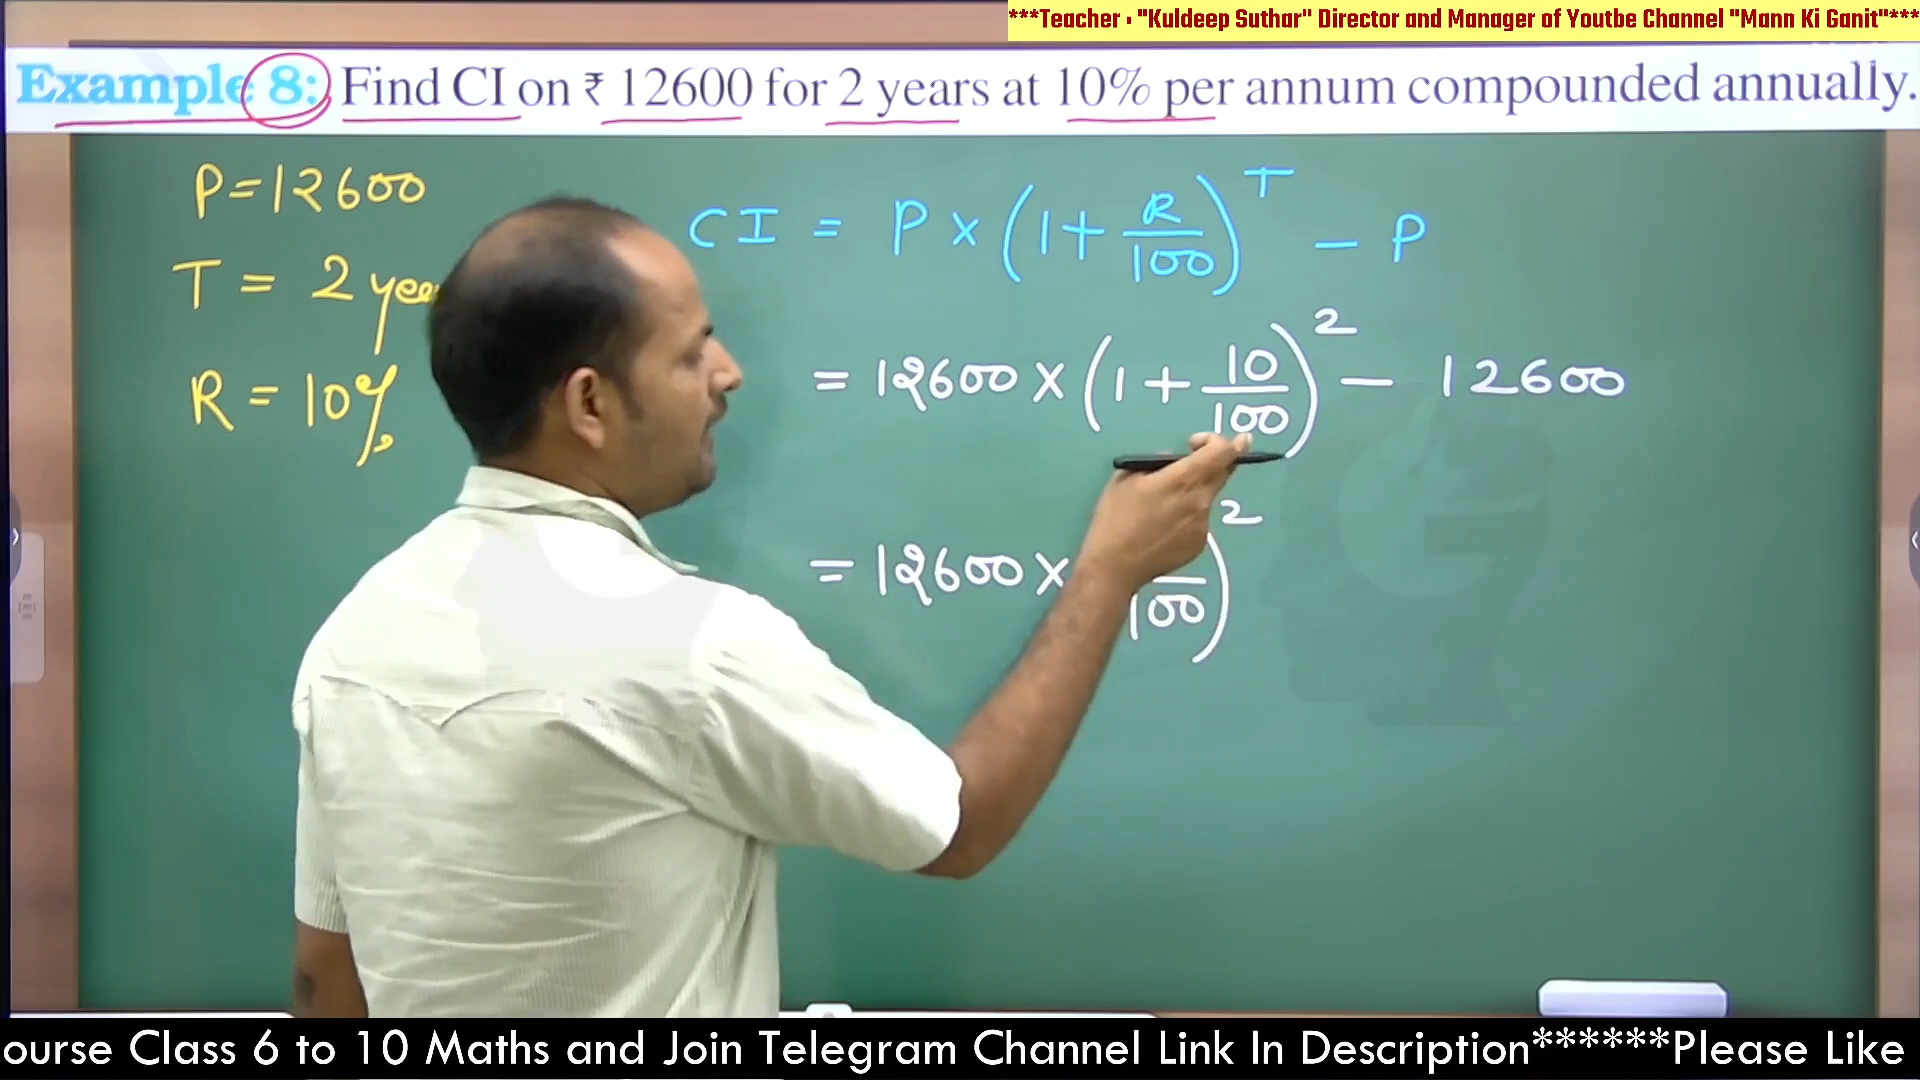 ***Teacher : "Kuldeep Suthar" Director and Manager of Youtbe Channel "Mann Ki Ganit"***
Example 8: Find CI on ₹ 12600 for 2 years at 10% per annum compounded annually.
P = 12600
T = 2
R = 10%
CI = P × (1 + R/100)^T - P
= 12600 × (1 + 10/100)^2 - 12600
= 12600 × 100)^2
ourse Class 6 to 10 Maths and Join Telegram Channel Link In Description******Please Like